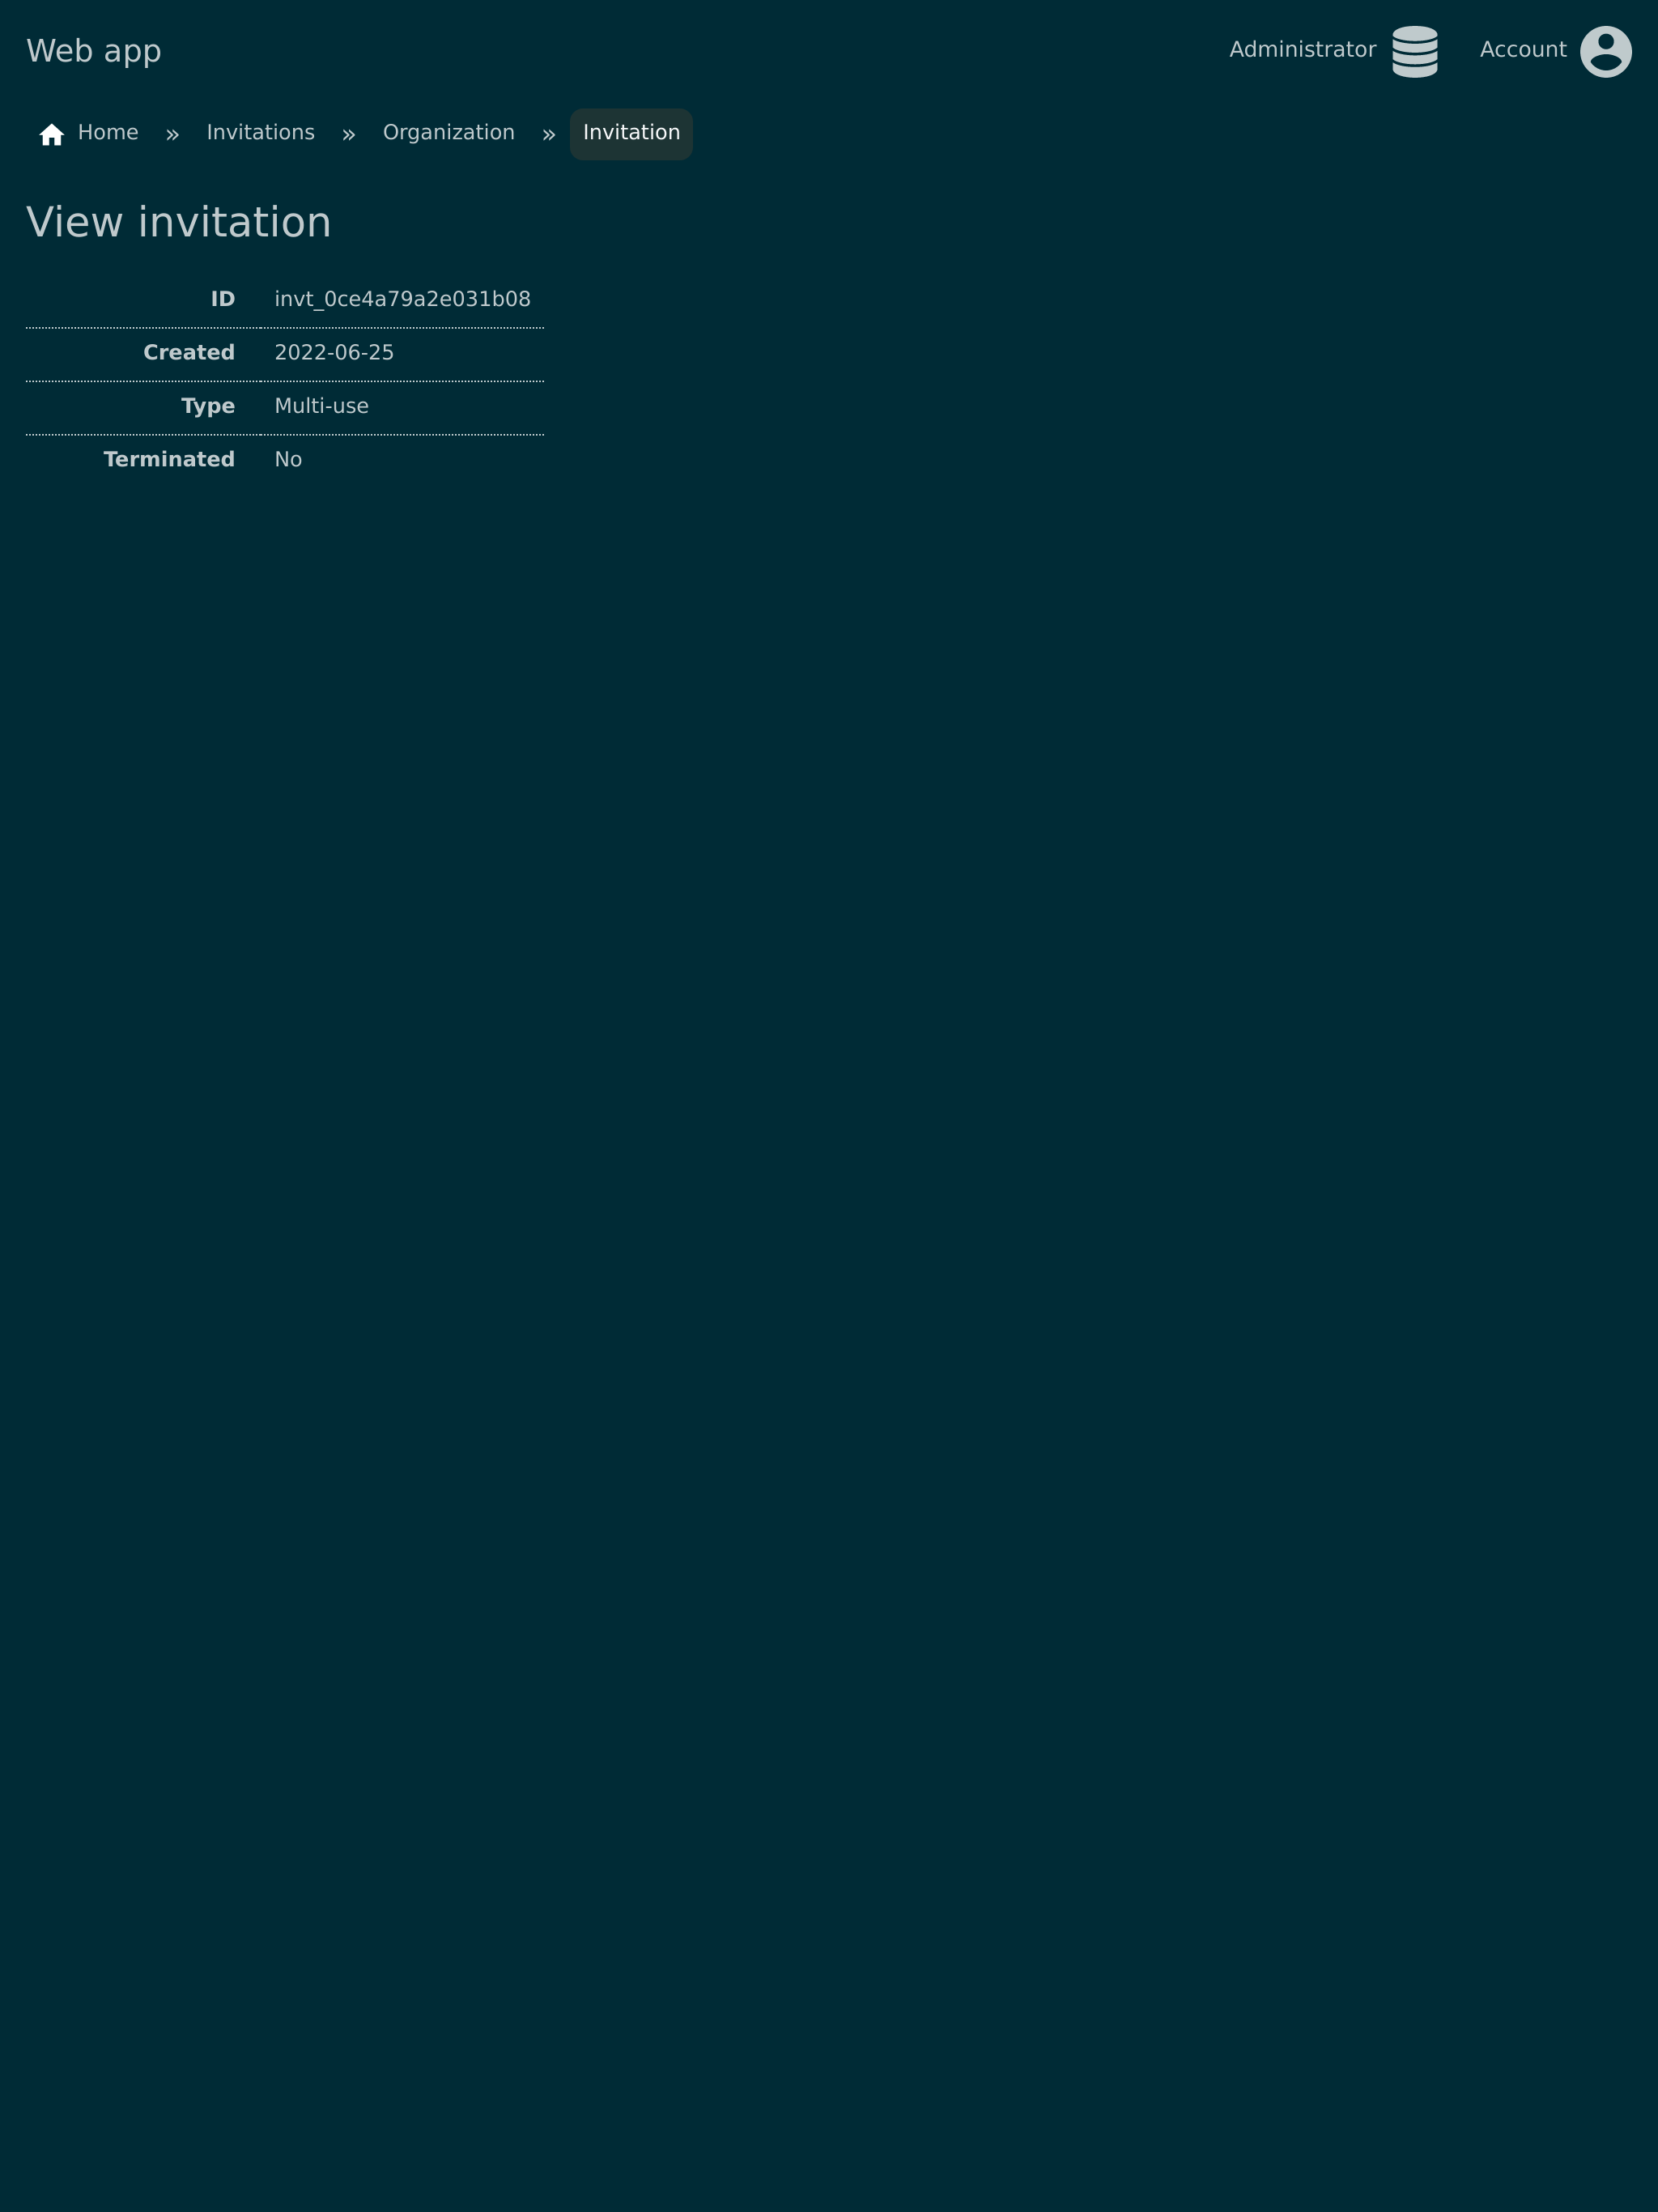 Web app
Administrator
Account
Home » Invitations » Organization » Invitation
View invitation
ID invt_0ce4a79a2e031b08
Created 2022-06-25
Type Multi-use
Terminated No